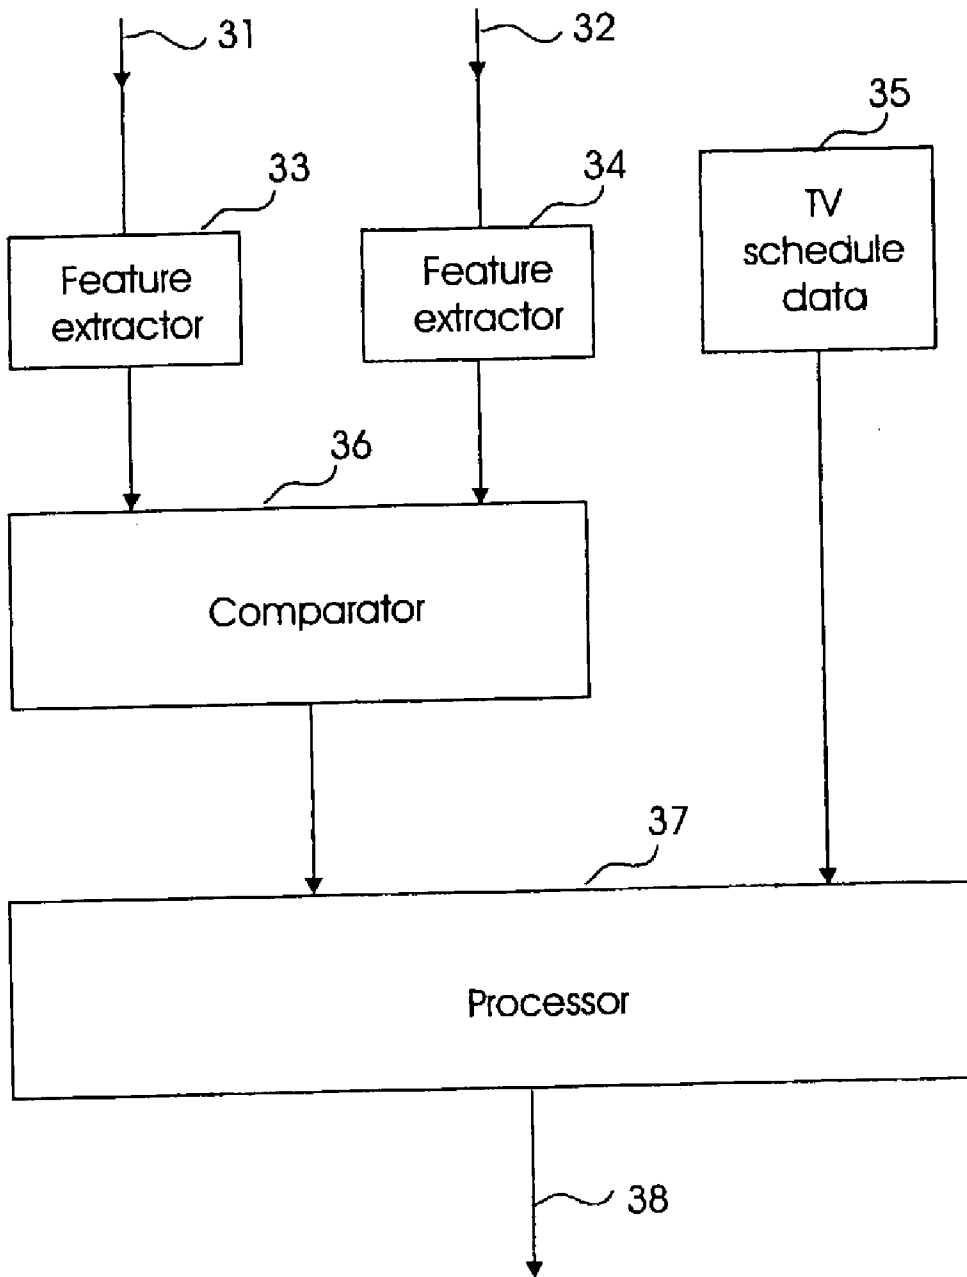 31
32
35
33
34
TV
schedule
data
Feature
extractor
Feature
extractor
36
Comparator
37
Processor
38